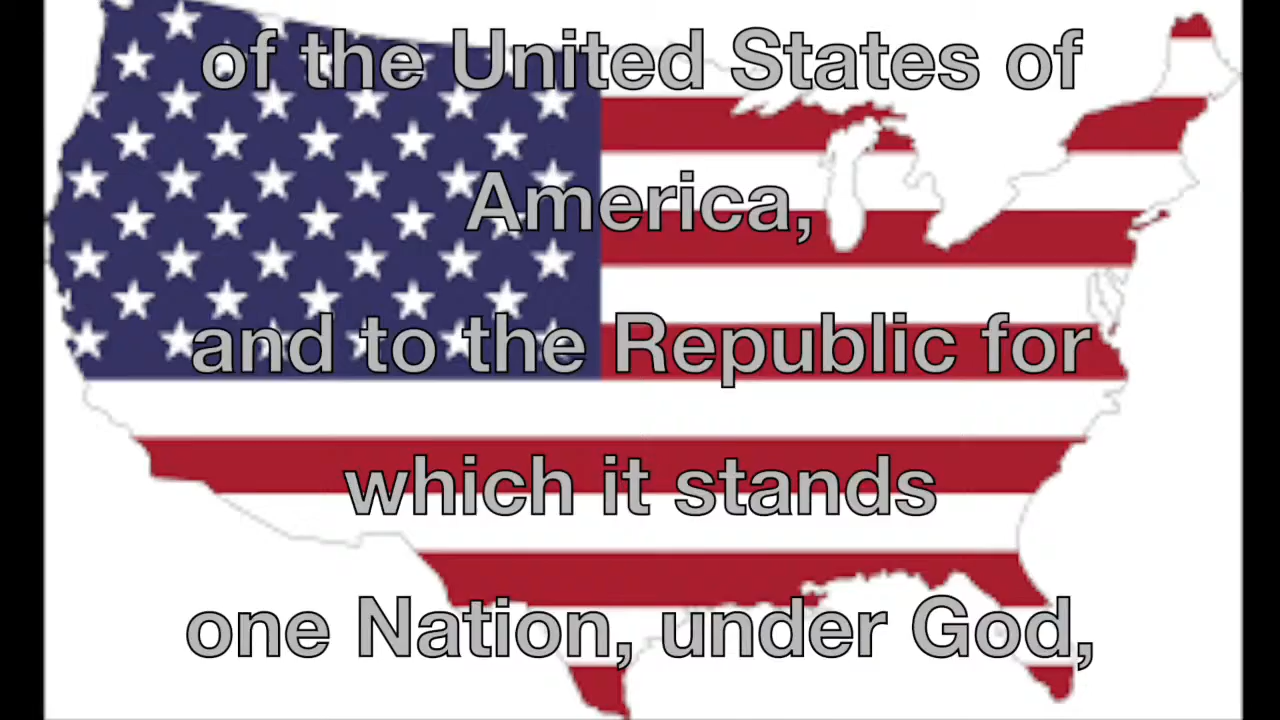 of the United States of
America,
and to the Republic for
which it stands
one Nation, under God,